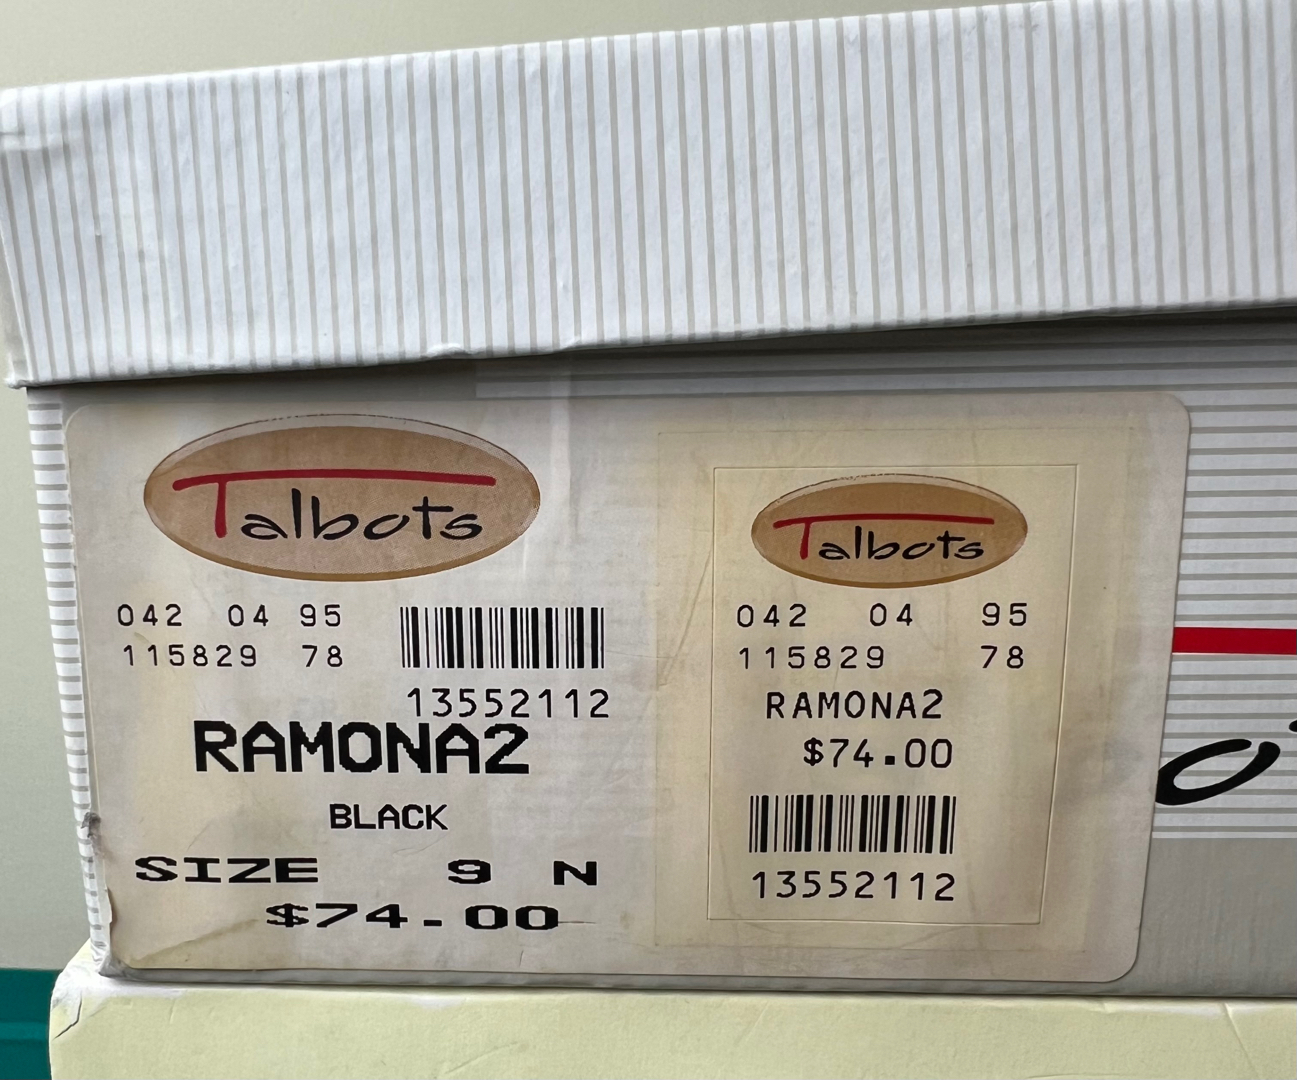 Talbots
042 04 95
115829 78
13552112
RAMONA2
BLACK
SIZE 9 N
$74.00
Talbots
042 04 95
115829 78
RAMONA2
$74.00
13552112